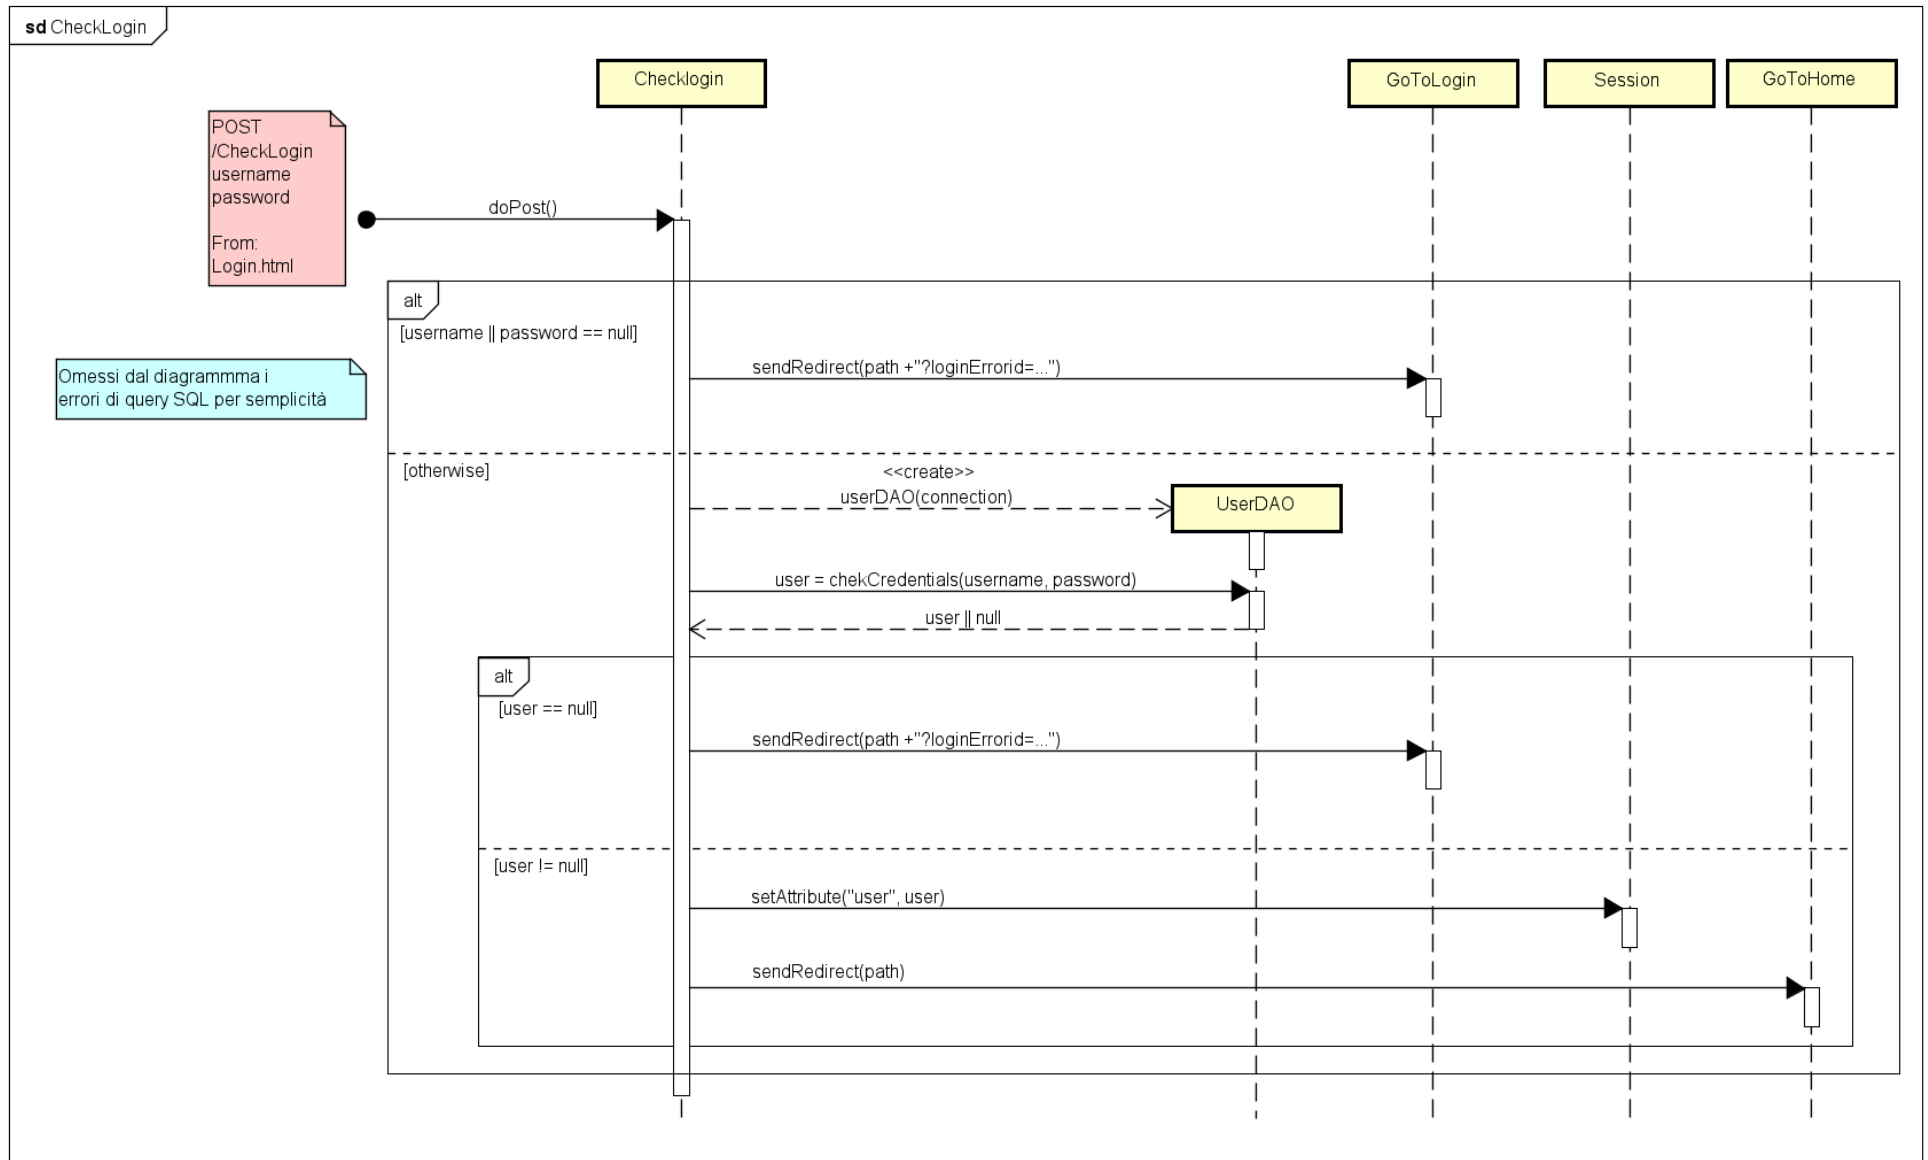 sd CheckLogin
Checklogin
GoToLogin
Session
GoToHome
POST
/CheckLogin
username
password
From:
Login.html
doPost()
alt
[username || password == null]
sendRedirect(path +"?loginErrorid=...")
Omessi dal diagrammma i
errori di query SQL per semplicità
[otherwise]
<<create>>
userDAO(connection)
UserDAO
user = chekCredentials(username, password)
user || null
alt
[user == null]
sendRedirect(path +"?loginErrorid=...")
[user != null]
setAttribute("user", user)
sendRedirect(path)